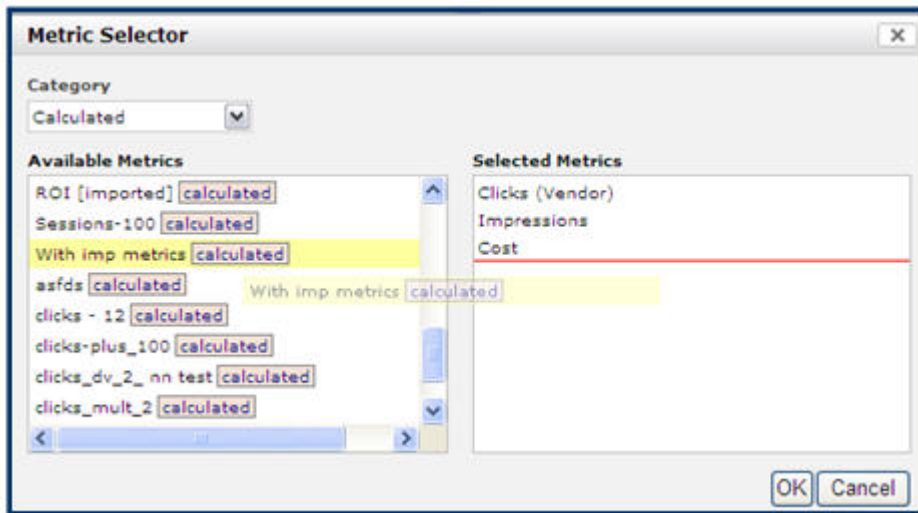 Metric Selector
Category
Calculated
Available Metrics
ROI [imported] calculated
Sessions-100 calculated
With imp metrics calculated
asfds calculated
clicks - 12 calculated
clicks-plus_100 calculated
clicks_dv_2_ nn test calculated
clicks_mult_2 calculated
With imp metrics calculated
Selected Metrics
Clicks (Vendor)
Impressions
Cost
OK Cancel